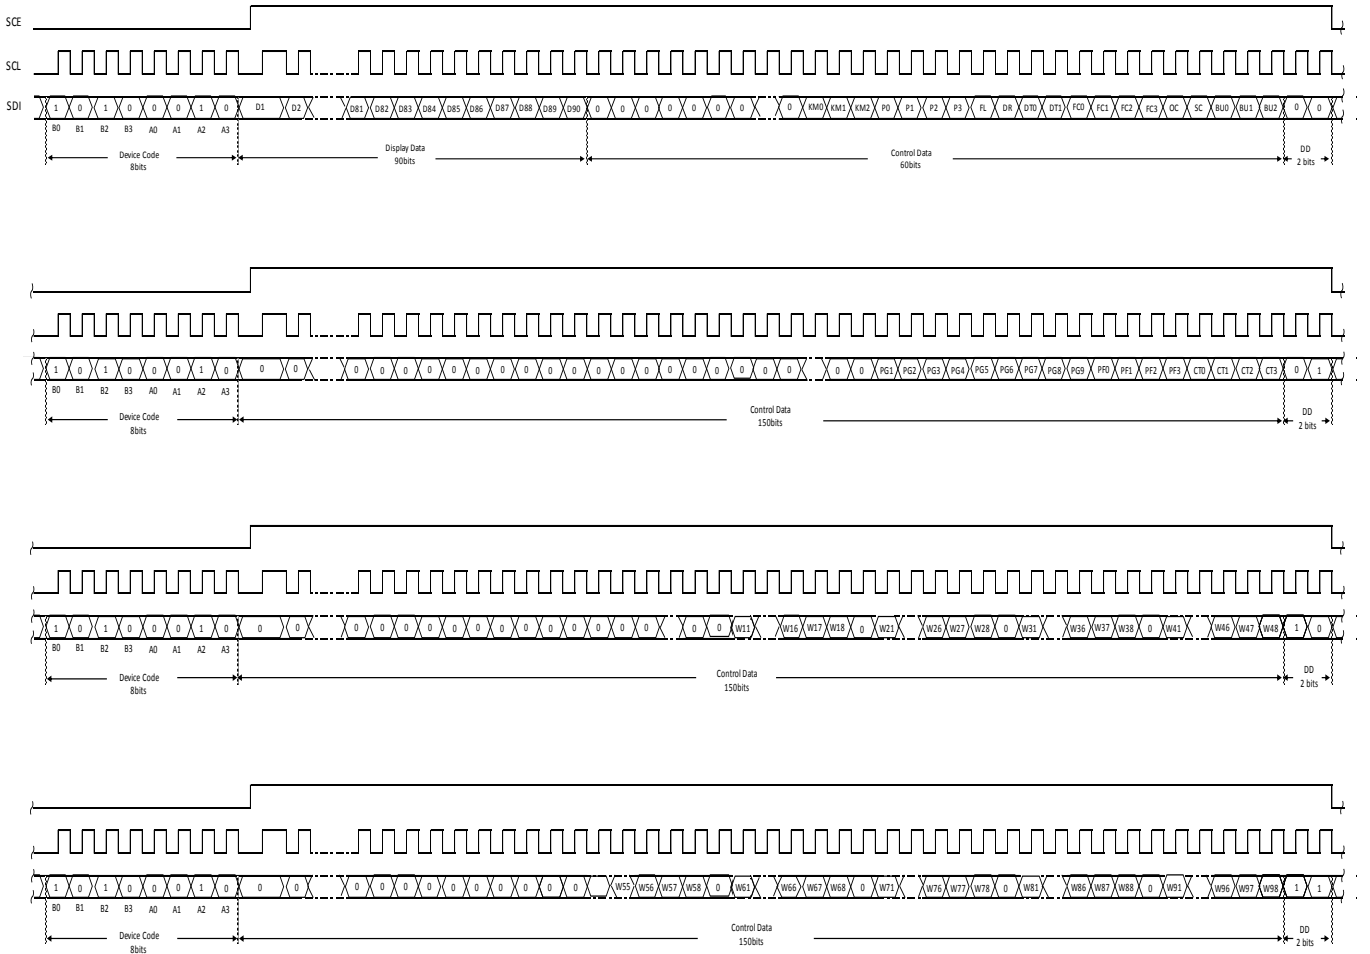 SCE
SCL
SDI 1 0 1 0 0 0 1 0 D1 D2 D81 D82 D83 D84 D85 D86 D87 D88 D89 D90 0 0 0 0 0 0 0 0 KM0 KM1 KM2 P0 P1 P2 P3 FL DR DT0 DT1 FC0 FC1 FC2 FC3 OC SC BU0 BU1 BU2 0 0
B0 B1 B2 B3 A0 A1 A2 A3
Device Code Display Data Control Data DD
8bits 90bits 60bits 2 bits
1 0 1 0 0 0 1 0 0 0 0 0 0 0 0 0 0 0 0 0 0 0 0 0 0 0 0 0 0 0 0 0 PG1 PG2 PG3 PG4 PG5 PG6 PG7 PG8 PG9 PF0 PF1 PF2 PF3 CT0 CT1 CT2 CT3 0 1
B0 B1 B2 B3 A0 A1 A2 A3
Device Code Control Data DD
8bits 150bits 2 bits
1 0 1 0 0 0 1 0 0 0 0 0 0 0 0 0 0 0 0 0 0 0 0 0 0 0 W11 W16 W17 W18 0 W21 W26 W27 W28 0 W31 W36 W37 W38 0 W41 W46 W47 W48 1 0
B0 B1 B2 B3 A0 A1 A2 A3
Device Code Control Data DD
8bits 150bits 2 bits
1 0 1 0 0 0 1 0 0 0 0 0 0 0 0 0 0 0 0 0 0 W55 W56 W57 W58 0 W61 W66 W67 W68 0 W71 W76 W77 W78 0 W81 W86 W87 W88 0 W91 W96 W97 W98 1 1
B0 B1 B2 B3 A0 A1 A2 A3
Device Code Control Data DD
8bits 150bits 2 bits